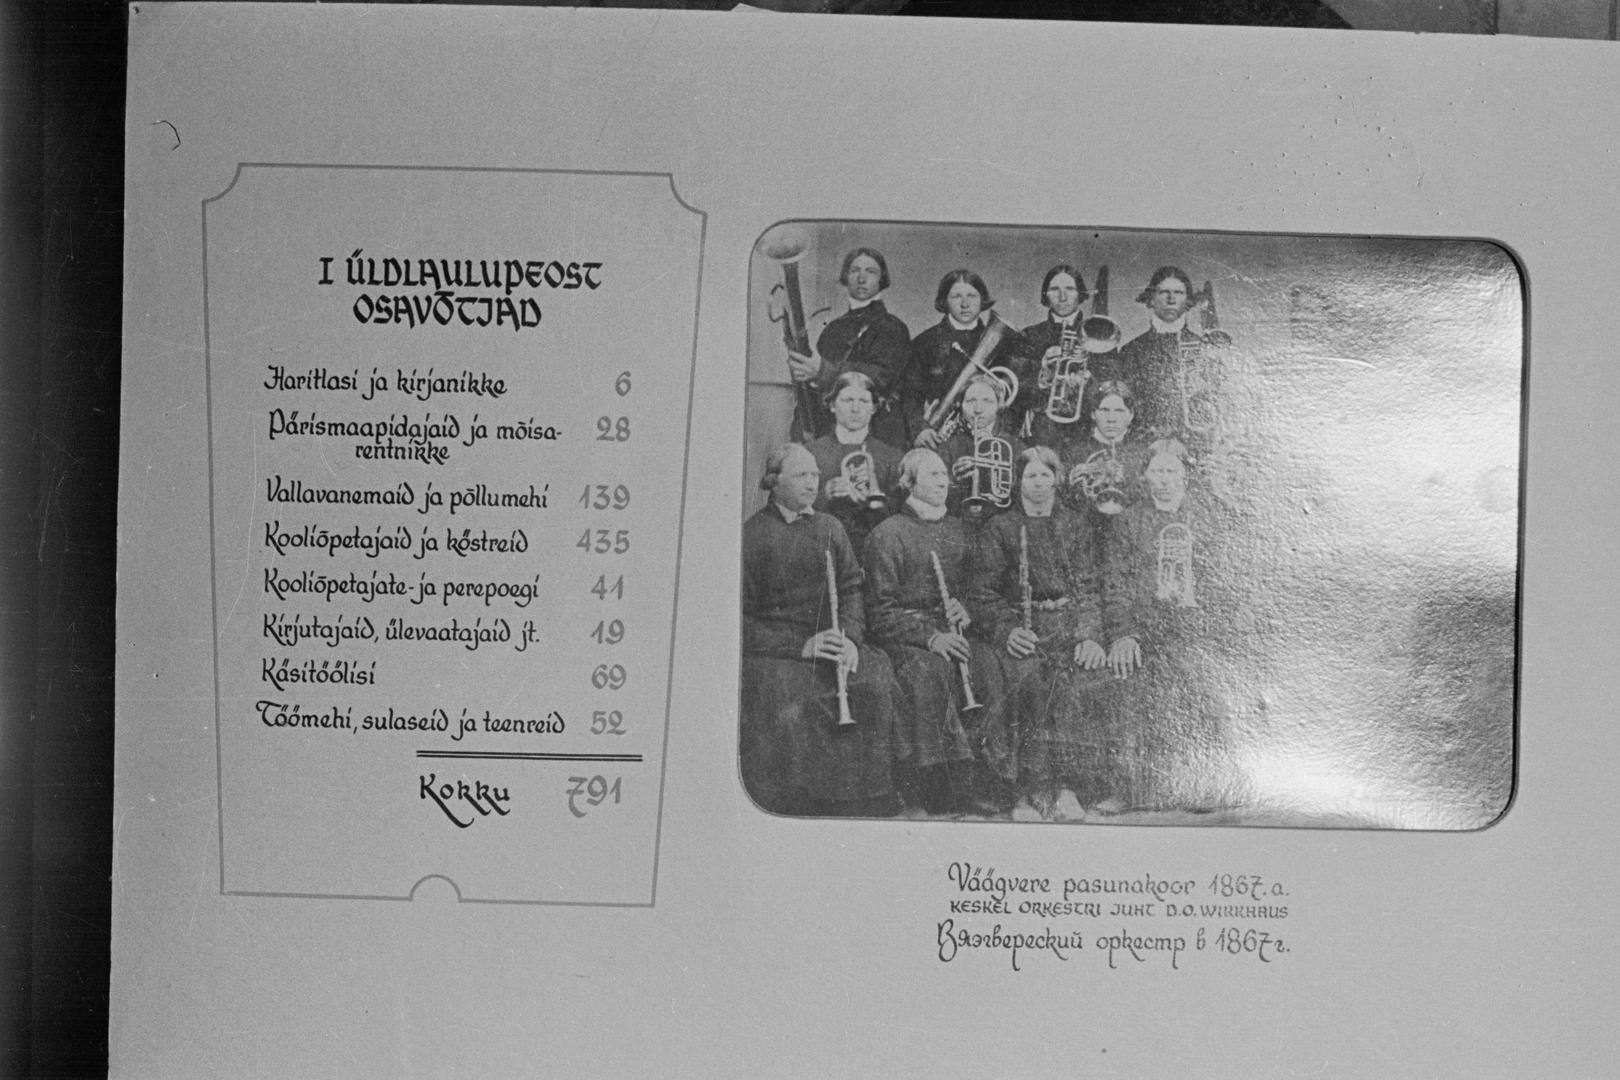 I ÜLDLAULUPEOST
OSAVÕTJAD
Haritlasi ja kirjanikke 6
Pärismaapidajaid ja mõisa- 28
rentnikke
Vallavanemaid ja põllumehi 139
Kooliõpetajaid ja köstreid 435
Kooliõpetajate- ja perepoegi 41
Kirjutajaid, ülevaatajaid jt. 19
Käsitöölisi 69
Töömehi, sulaseid ja teenreid 52
Kokku 791
Väägvere pasunakoor 1867. a.
KESKEL ORKESTRI JUHT D.O. WIRKHAUS
Вяэгвереский оркестр в 1867 г.